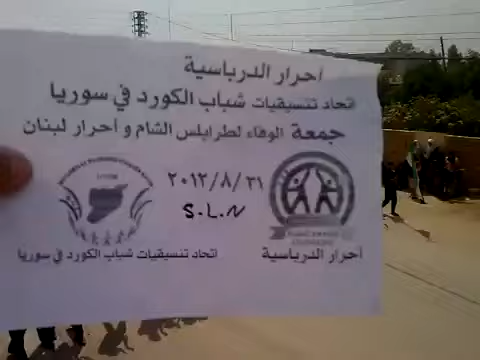 أحرار الدرباسية
اتحاد تنسيقيات شباب الكورد في سوريا
جمعة الوفاء لطرابلس الشام و أحرار لبنان
٢٠١٢/٨/٣١
S.L.N
اتحاد تنسيقيات شباب الكورد في سوريا
أحرار الدرباسية